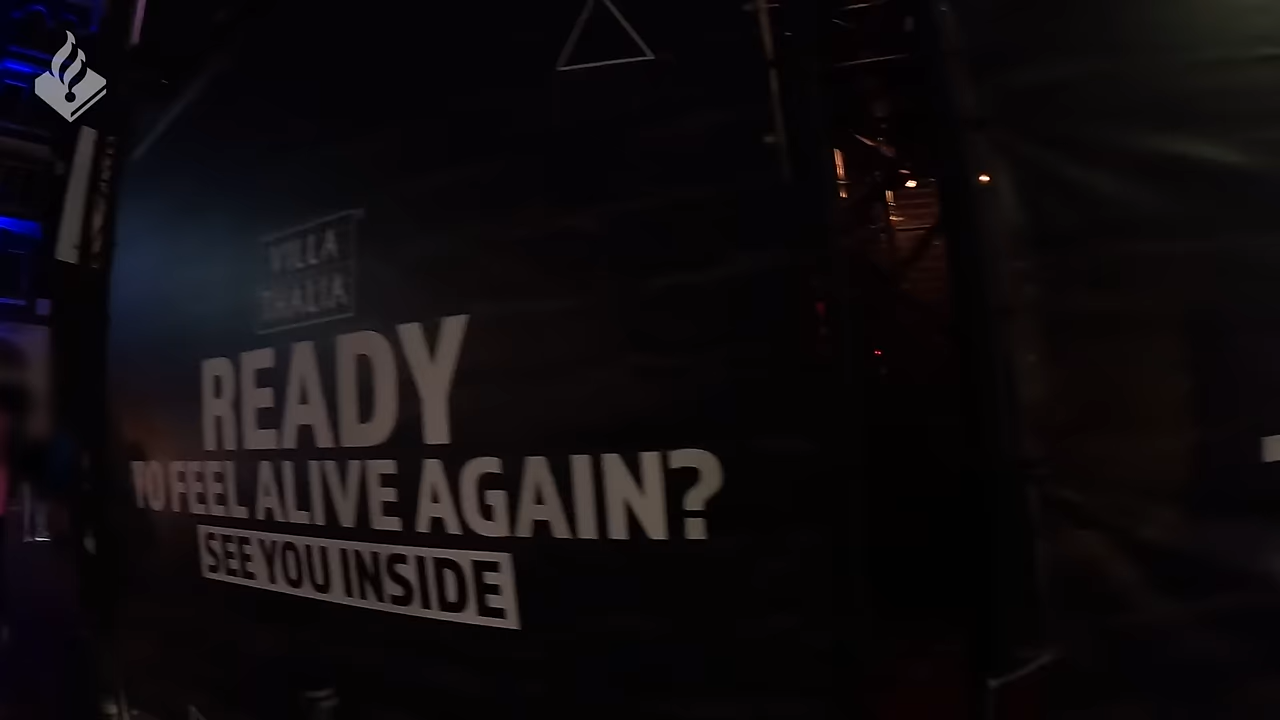 VILLA
THALIA
READY
TO FEEL ALIVE AGAIN?
SEE YOU INSIDE